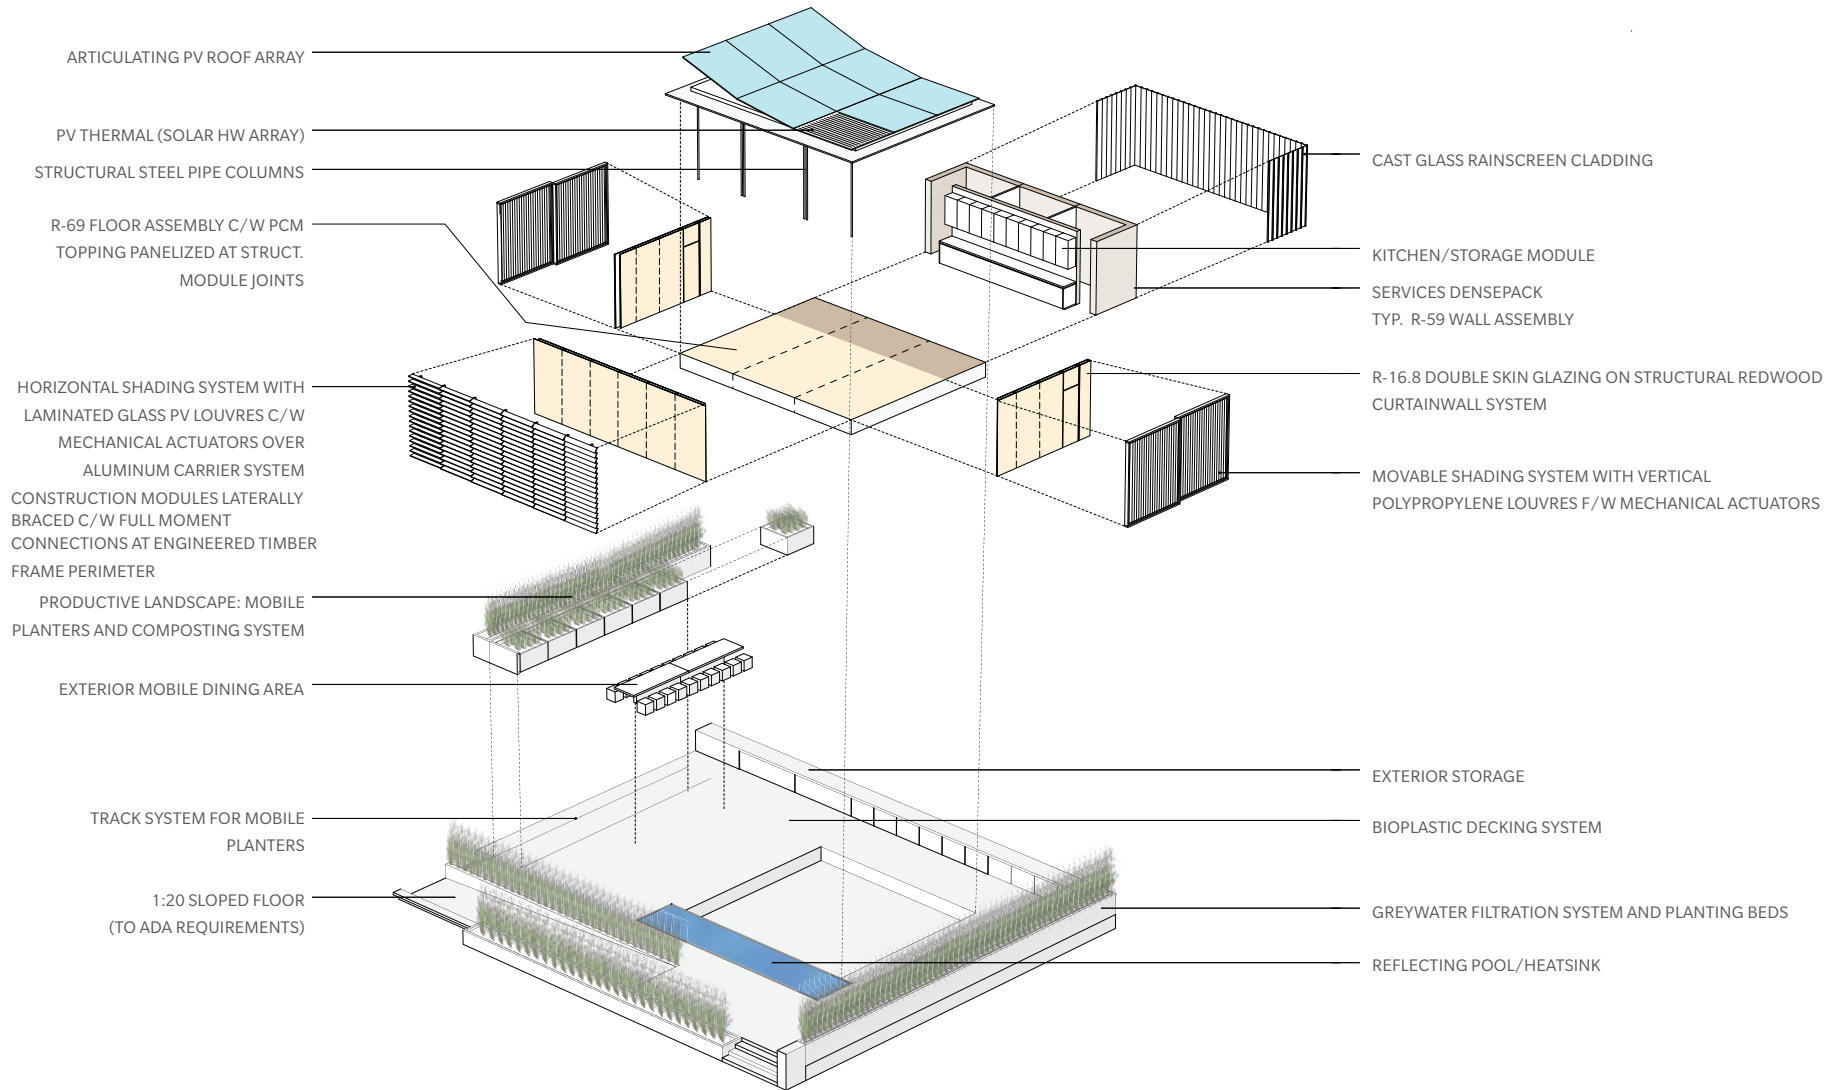 ARTICULATING PV ROOF ARRAY
PV THERMAL (SOLAR HW ARRAY)
STRUCTURAL STEEL PIPE COLUMNS
R-69 FLOOR ASSEMBLY C/W PCM
TOPPING PANELIZED AT STRUCT.
MODULE JOINTS
HORIZONTAL SHADING SYSTEM WITH
LAMINATED GLASS PV LOUVRES C/W
MECHANICAL ACTUATORS OVER
ALUMINUM CARRIER SYSTEM
CONSTRUCTION MODULES LATERALLY
BRACED C/W FULL MOMENT
CONNECTIONS AT ENGINEERED TIMBER
FRAME PERIMETER
PRODUCTIVE LANDSCAPE: MOBILE
PLANTERS AND COMPOSTING SYSTEM
EXTERIOR MOBILE DINING AREA
TRACK SYSTEM FOR MOBILE
PLANTERS
1:20 SLOPED FLOOR
(TO ADA REQUIREMENTS)
CAST GLASS RAINSCREEN CLADDING
KITCHEN/STORAGE MODULE
SERVICES DENSEPACK
TYP. R-59 WALL ASSEMBLY
R-16.8 DOUBLE SKIN GLAZING ON STRUCTURAL REDWOOD
CURTAINWALL SYSTEM
MOVABLE SHADING SYSTEM WITH VERTICAL
POLYPROPYLENE LOUVRES F/W MECHANICAL ACTUATORS
EXTERIOR STORAGE
BIOPLASTIC DECKING SYSTEM
GREYWATER FILTRATION SYSTEM AND PLANTING BEDS
REFLECTING POOL/HEATSINK